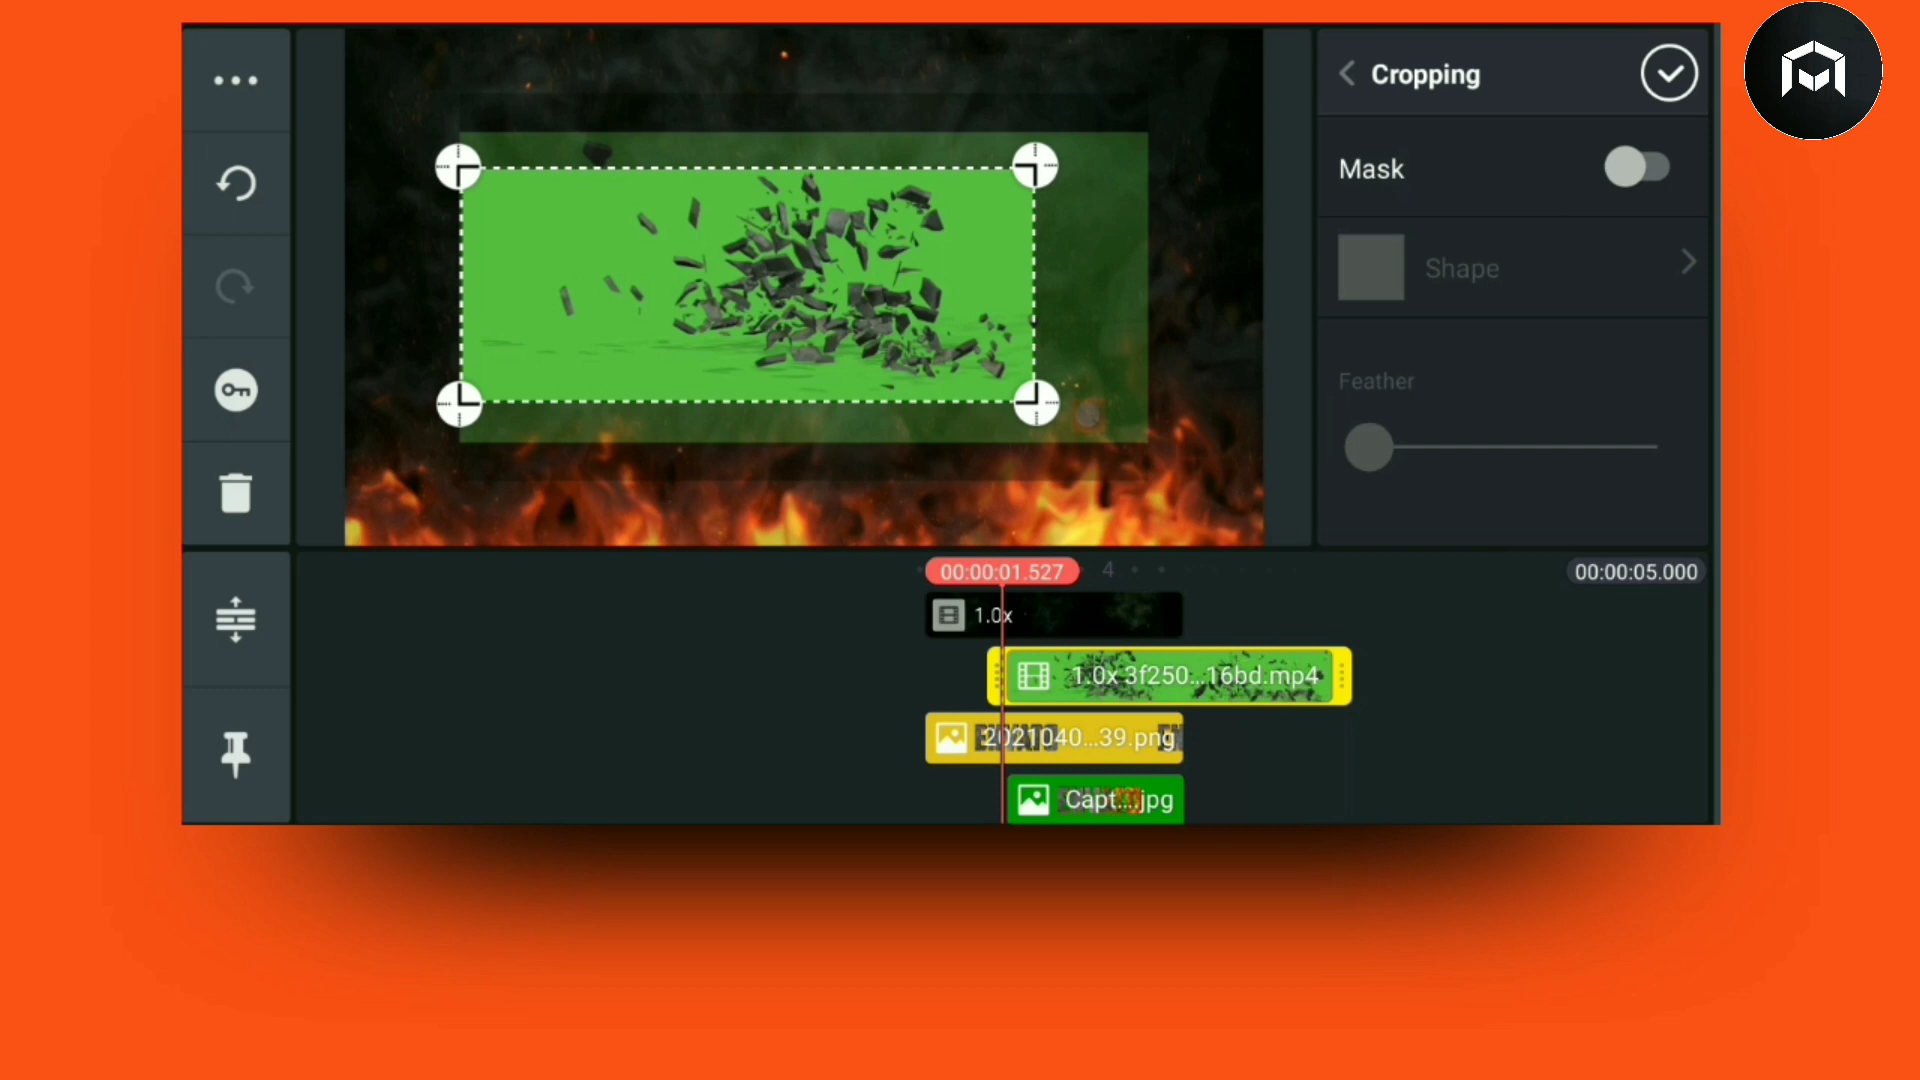 Cropping
Mask
Shape
Feather
00:00:01.527
4
00:00:05.000
1.0x
1.0x 3f250...16bd.mp4
2021040...39.png
Capt....jpg